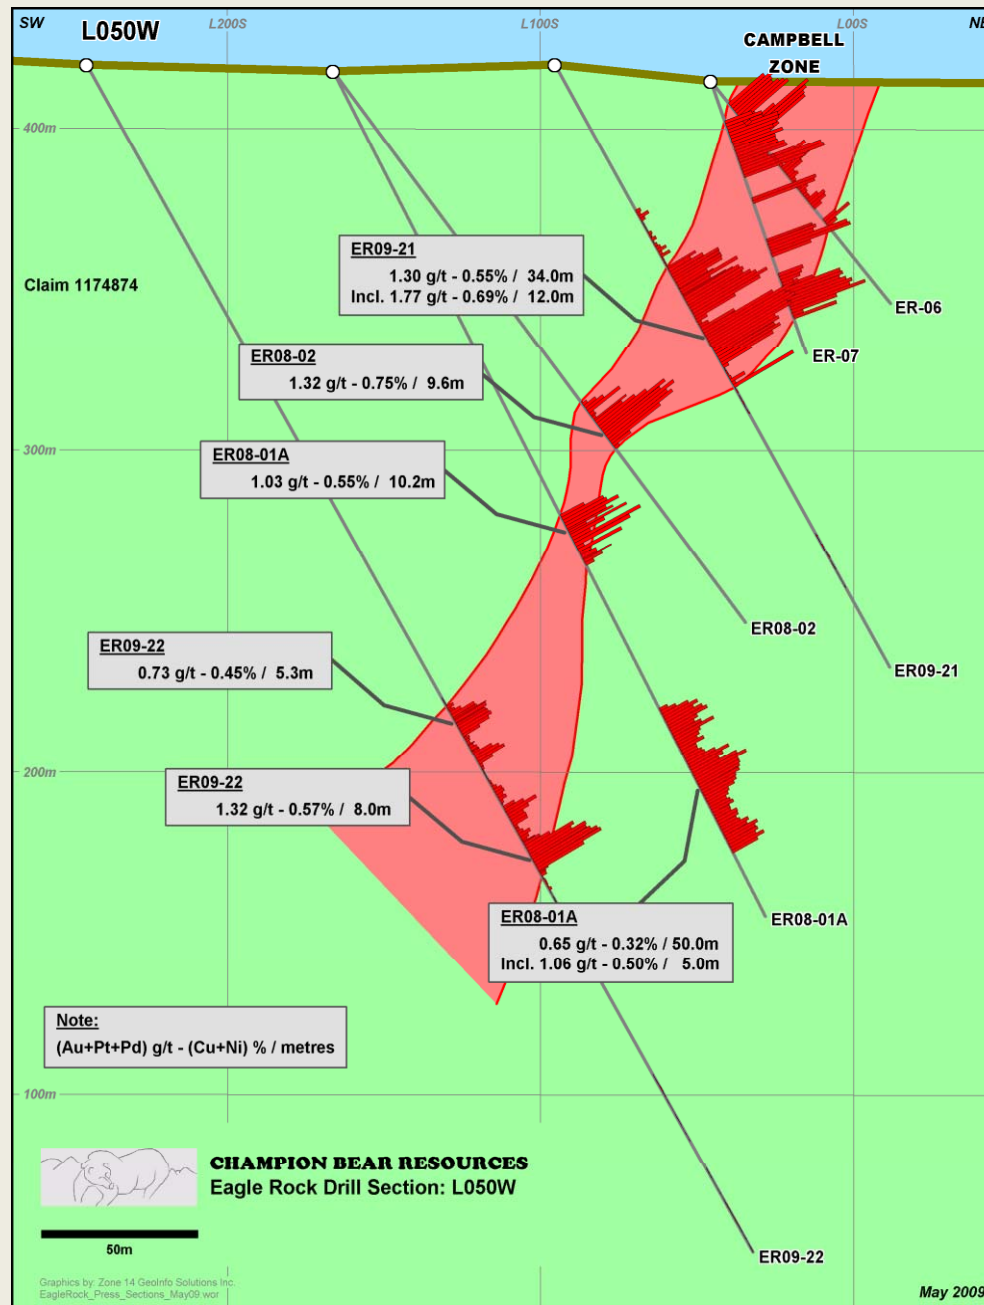 SW
L050W
L200S
L100S
L00S
NE
CAMPBELL
ZONE
400m
Claim 1174874
ER09-21
1.30 g/t - 0.55% / 34.0m
Incl. 1.77 g/t - 0.69% / 12.0m
ER-06
ER-07
ER08-02
1.32 g/t - 0.75% / 9.6m
300m
ER08-01A
1.03 g/t - 0.55% / 10.2m
ER08-02
ER09-22
0.73 g/t - 0.45% / 5.3m
ER09-21
200m
ER09-22
1.32 g/t - 0.57% / 8.0m
ER08-01A
0.65 g/t - 0.32% / 50.0m
Incl. 1.06 g/t - 0.50% / 5.0m
ER08-01A
Note:
(Au+Pt+Pd) g/t - (Cu+Ni) % / metres
100m
CHAMPION BEAR RESOURCES
Eagle Rock Drill Section: L050W
50m
ER09-22
Graphics by: Zone 14 GeoInfo Solutions Inc.
EagleRock_Press_Sections_May09.wor
May 2009